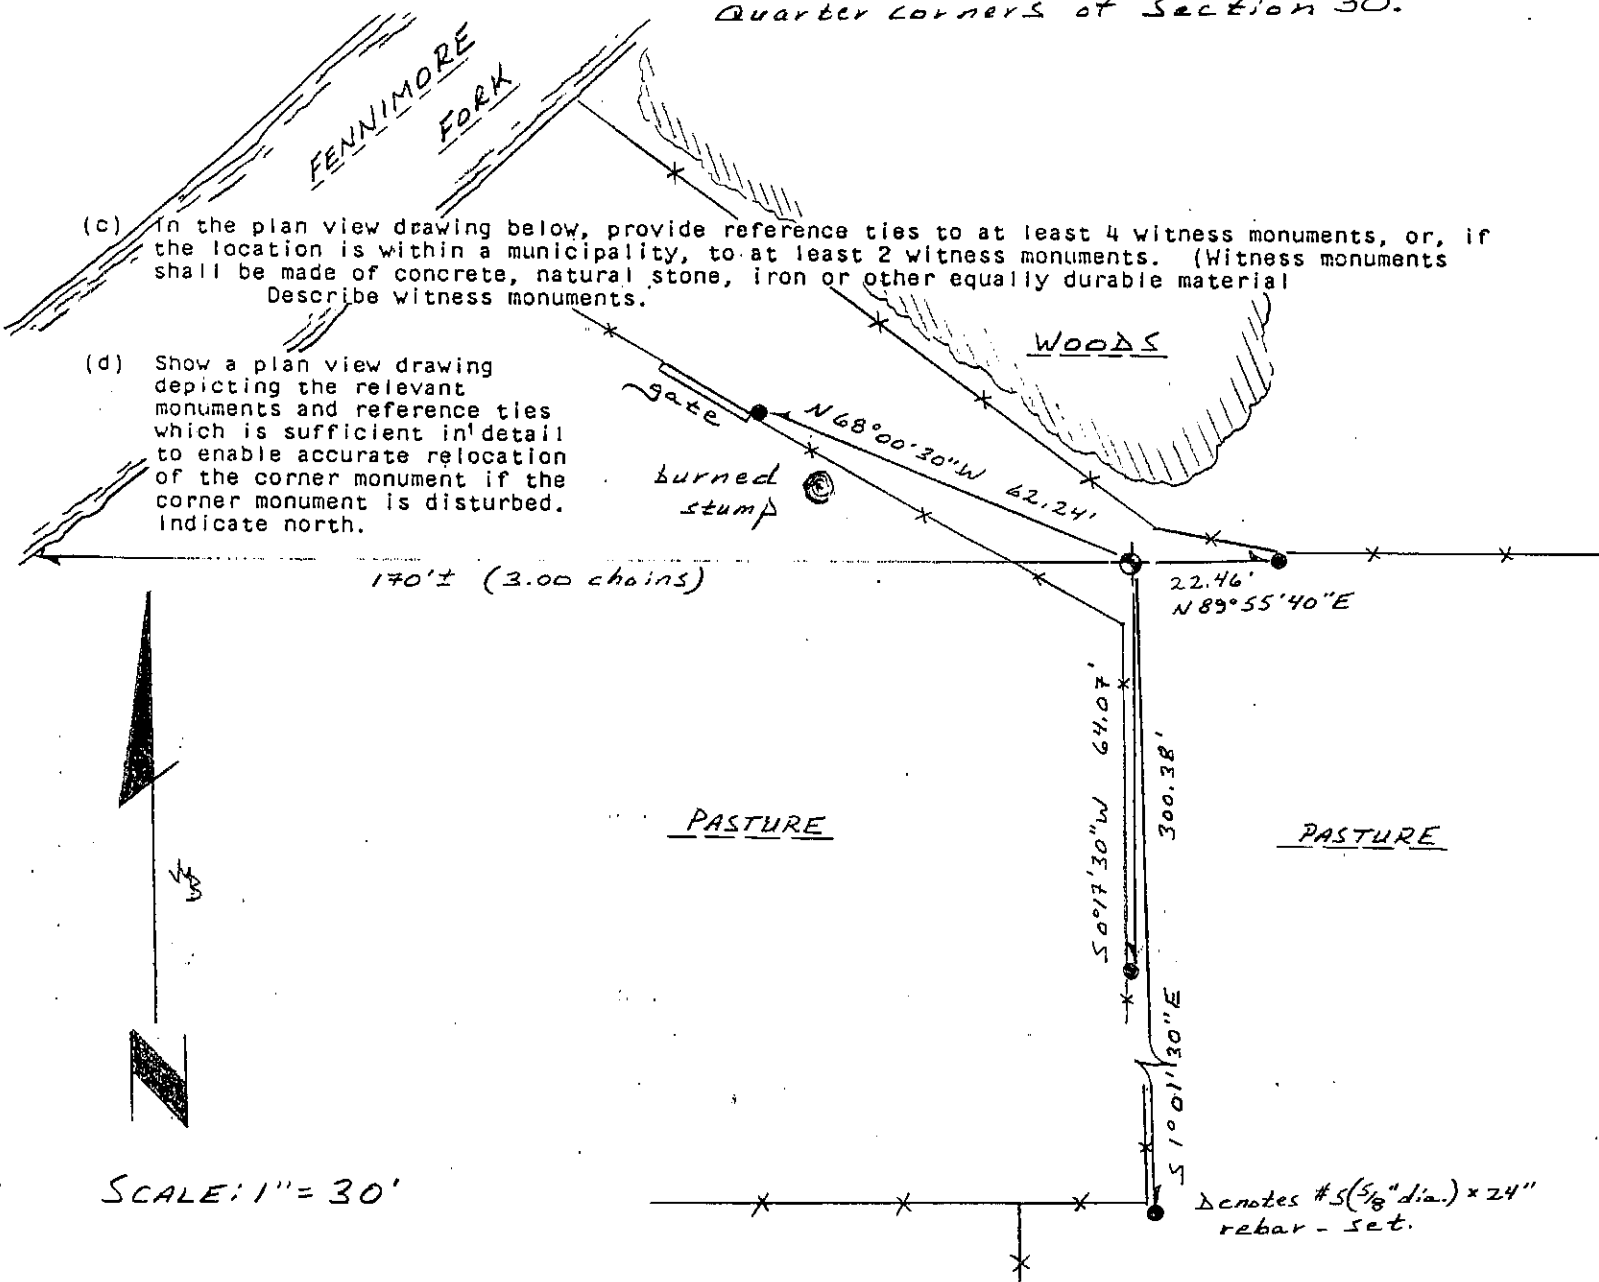 Quarter Corners of Section 30.
FENNIMORE
FORK
(c) In the plan view drawing below, provide reference ties to at least 4 witness monuments, or, if
the location is within a municipality, to at least 2 witness monuments. (Witness monuments
shall be made of concrete, natural stone, iron or other equally durable material
Describe witness monuments.
WOODS
(d) Show a plan view drawing
depicting the relevant
monuments and reference ties
which is sufficient in detail
to enable accurate relocation
of the corner monument if the
corner monument is disturbed.
Indicate north.
gate
N 68°00'30"W 62.24'
burned
stump
170'± (3.00 chains)
22.46'
N 89°55'40"E
S 0°17'30"W 64.07'
300.38'
PASTURE
PASTURE
S 1°01'30"E
N
SCALE: 1" = 30'
Denotes #5(5/8" dia.) x 24"
rebar - set.